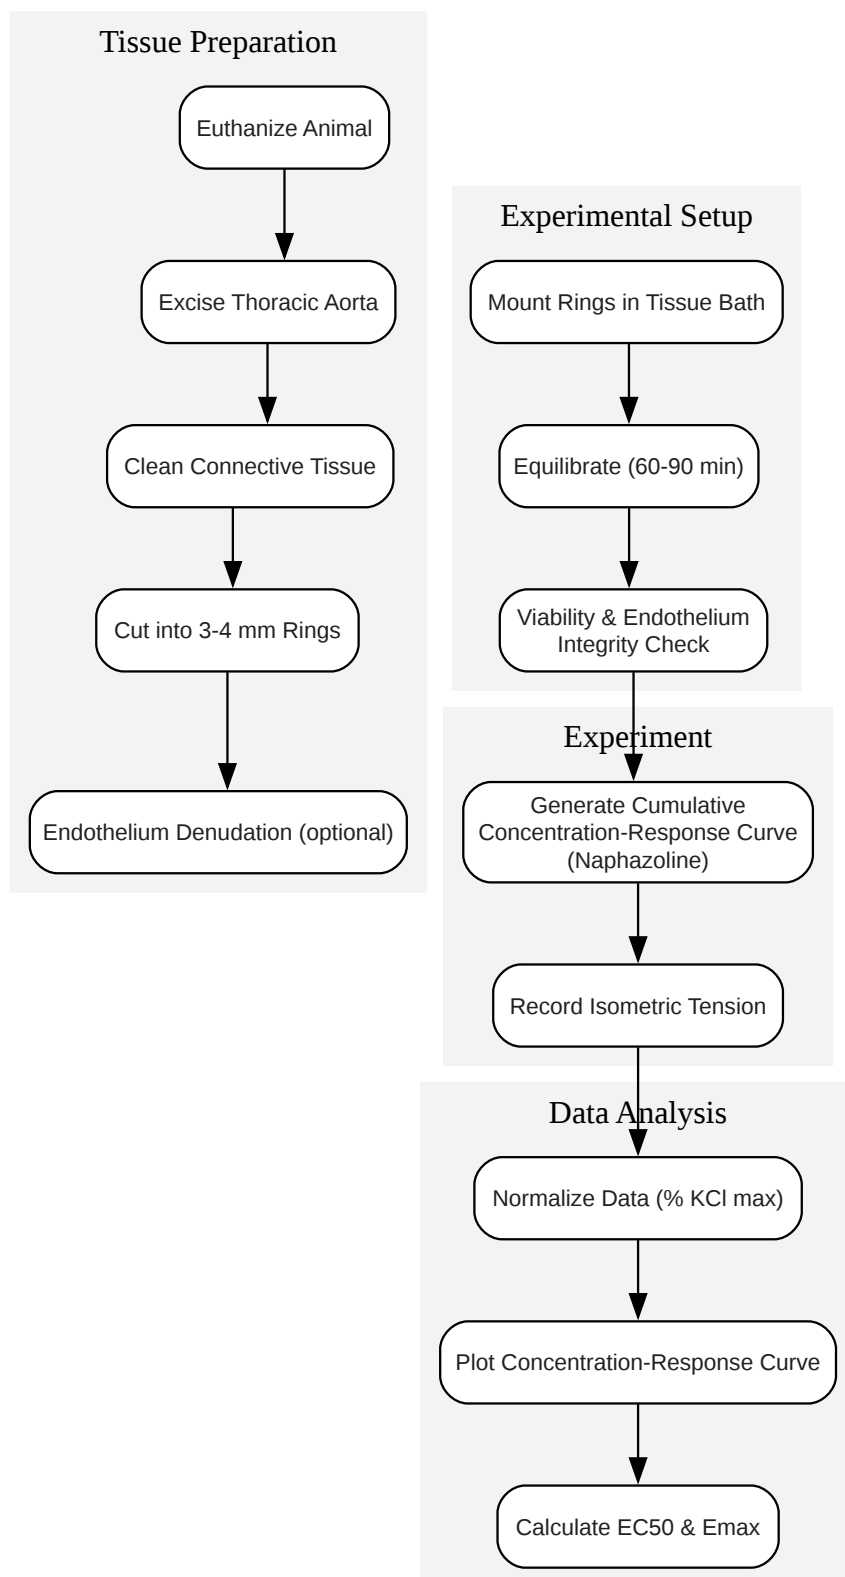 Tissue Preparation
Euthanize Animal
Excise Thoracic Aorta
Clean Connective Tissue
Cut into 3-4 mm Rings
Endothelium Denudation (optional)
Experimental Setup
Mount Rings in Tissue Bath
Equilibrate (60-90 min)
Viability & Endothelium
Integrity Check
Experiment
Generate Cumulative
Concentration-Response Curve
(Naphazoline)
Record Isometric Tension
Data Analysis
Normalize Data (% KCl max)
Plot Concentration-Response Curve
Calculate EC50 & Emax